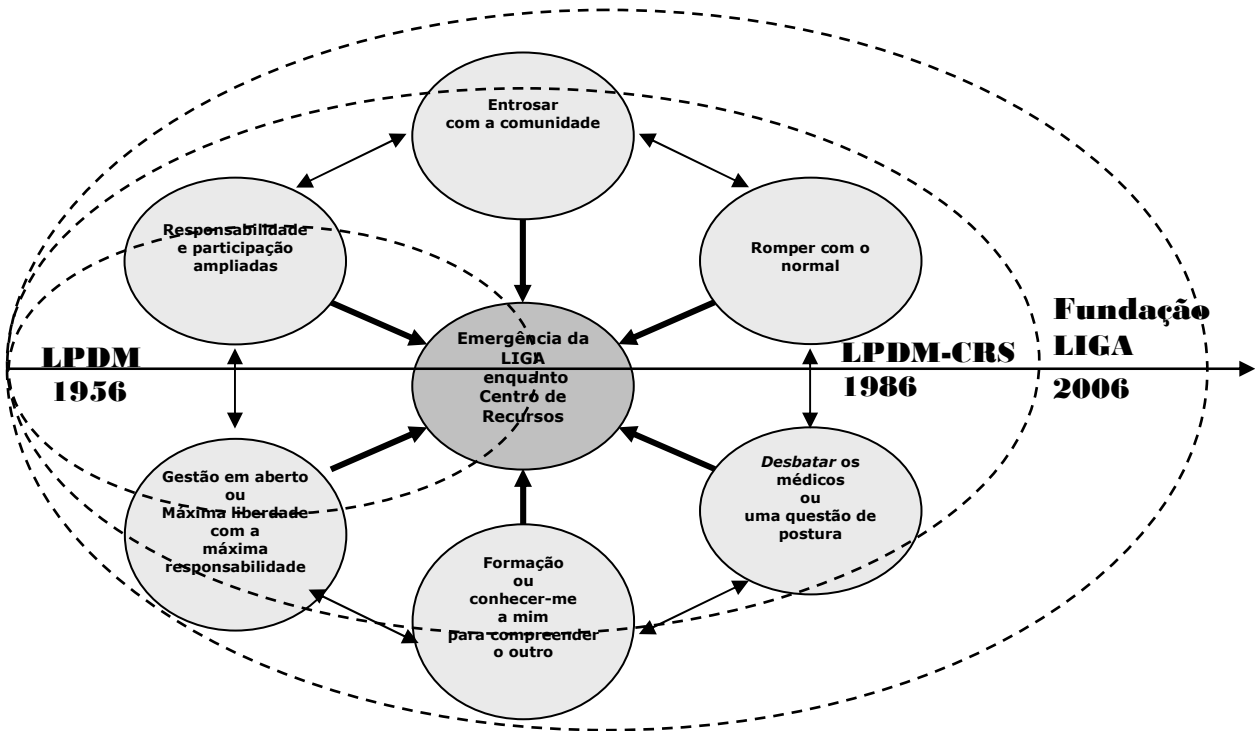 Entrosar
com a comunidade
Responsabilidade
e participação
ampliadas
Romper com o
normal
Emergência da
LIGA
enquanto
Centro de
Recursos
LPDM
1956
LPDM-CRS
1986
Fundação
LIGA
2006
Gestão em aberto
ou
Máxima liberdade
com a
máxima
responsabilidade
Formação
ou
conhecer-me
a mim
para compreender
o outro
Desbatar os
médicos
ou
uma questão de
postura